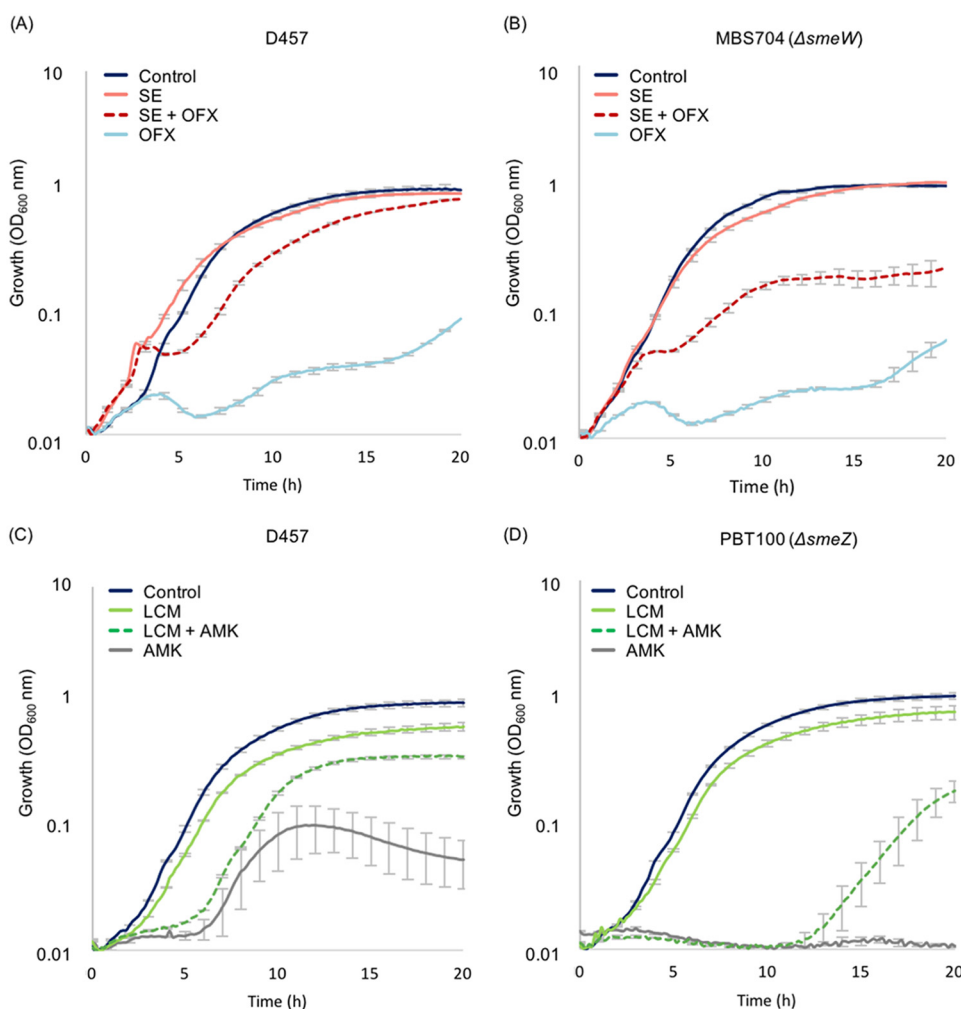 (A)
D457
10
1
0.1
0.01
Growth (OD600 nm)
Control
SE
SE + OFX
OFX
0 5 10 15 20
Time (h)
(B)
MBS704 (ΔsmeW)
10
1
0.1
0.01
Growth (OD600 nm)
Control
SE
SE + OFX
OFX
0 5 10 15 20
Time (h)
(C)
D457
10
1
0.1
0.01
Growth (OD600 nm)
Control
LCM
LCM + AMK
AMK
0 5 10 15 20
Time (h)
(D)
PBT100 (ΔsmeZ)
10
1
0.1
0.01
Growth (OD600 nm)
Control
LCM
LCM + AMK
AMK
0 5 10 15 20
Time (h)